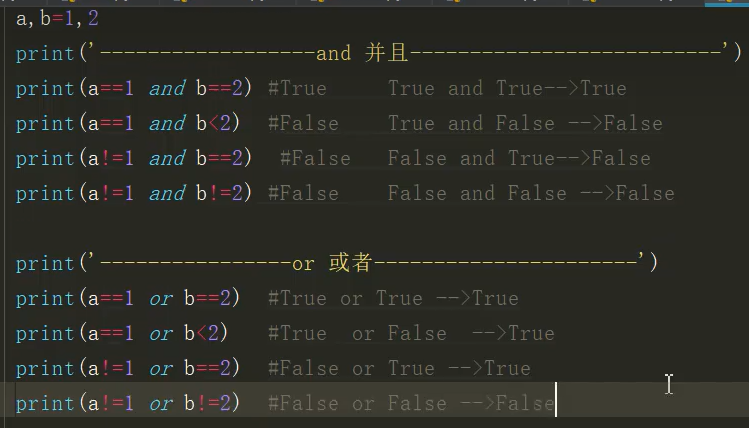 a,b=1,2
print('------------------and 并且--------------------------')
print(a==1 and b==2) #True     True and True-->True
print(a==1 and b<2)  #False    True and False -->False
print(a!=1 and b==2)  #False   False and True-->False
print(a!=1 and b!=2) #False    False and False -->False
print('----------------or 或者----------------------')
print(a==1 or b==2)  #True or True -->True
print(a==1 or b<2)   #True  or False  -->True
print(a!=1 or b==2)  #False or True -->True
print(a!=1 or b!=2)  #False or False -->False